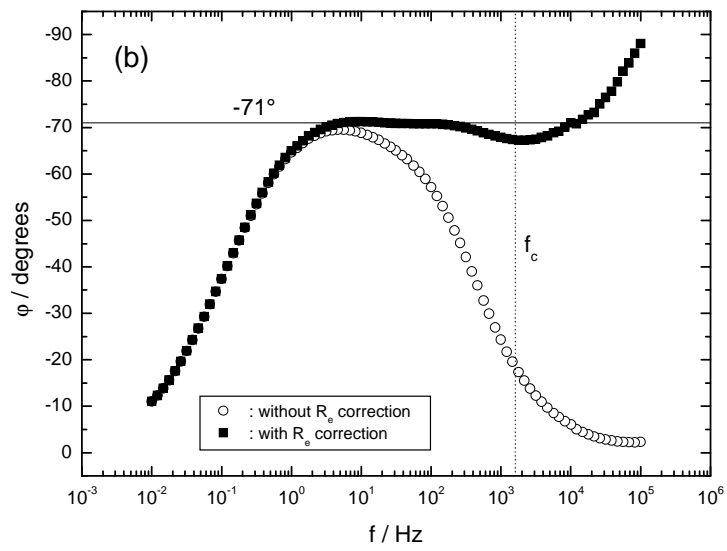 (b)
-90
-80
-71°
-70
-60
-50
-40
-30
-20
-10
0
φ / degrees
f_c
: without R_e correction
: with R_e correction
10^-3 10^-2 10^-1 10^0 10^1 10^2 10^3 10^4 10^5 10^6
f / Hz